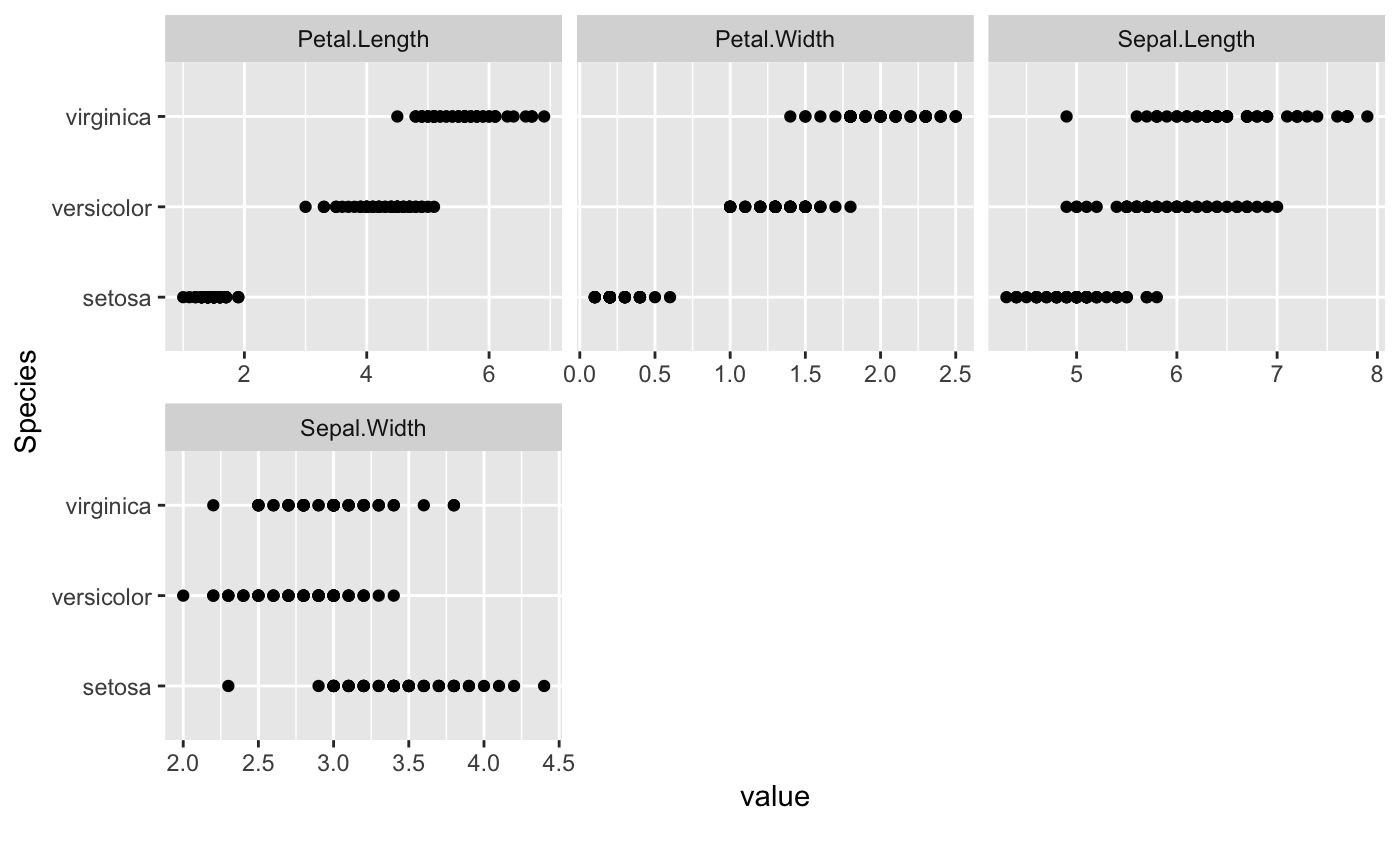 Petal.Length Petal.Width Sepal.Length
virginica
versicolor
setosa
2 4 6 0.0 0.5 1.0 1.5 2.0 2.5 5 6 7 8
Species
Sepal.Width
virginica
versicolor
setosa
2.0 2.5 3.0 3.5 4.0 4.5
value